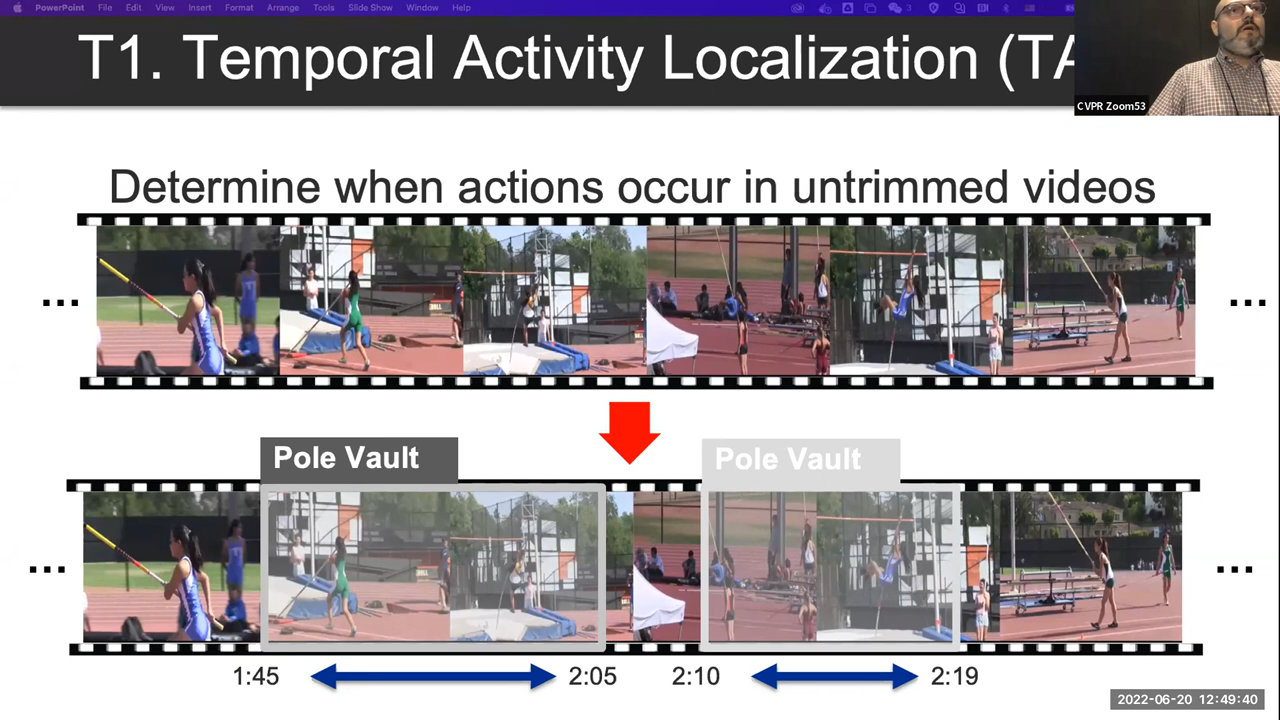 PowerPoint File Edit View Insert Format Arrange Tools Slide Show Window Help 3
T1. Temporal Activity Localization (TA
CVPR Zoom53
Determine when actions occur in untrimmed videos
...
...
Pole Vault
Pole Vault
...
...
1:45
2:05
2:10
2:19
2022-06-20 12:49:40